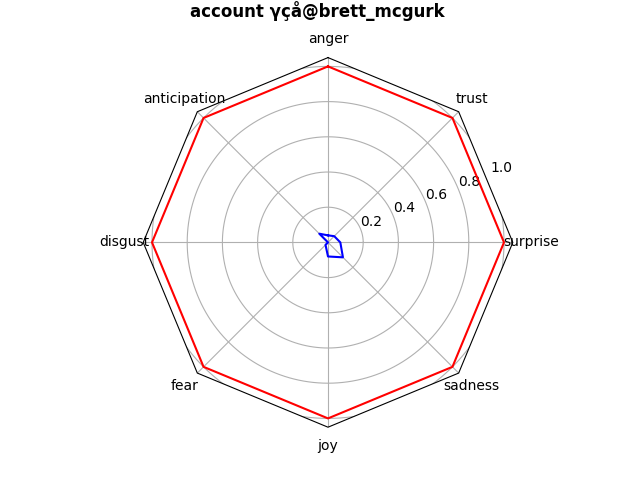 account γçå@brett_mcgurk
anger
anticipation
trust
1.0
0.8
0.6
0.4
0.2
disgust
surprise
fear
sadness
joy